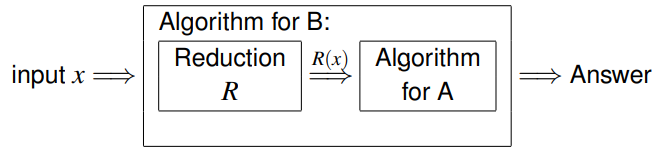 Algorithm for B:
input x ⟹ Reduction R(x) ⟹ Algorithm ⟹ Answer
R for A